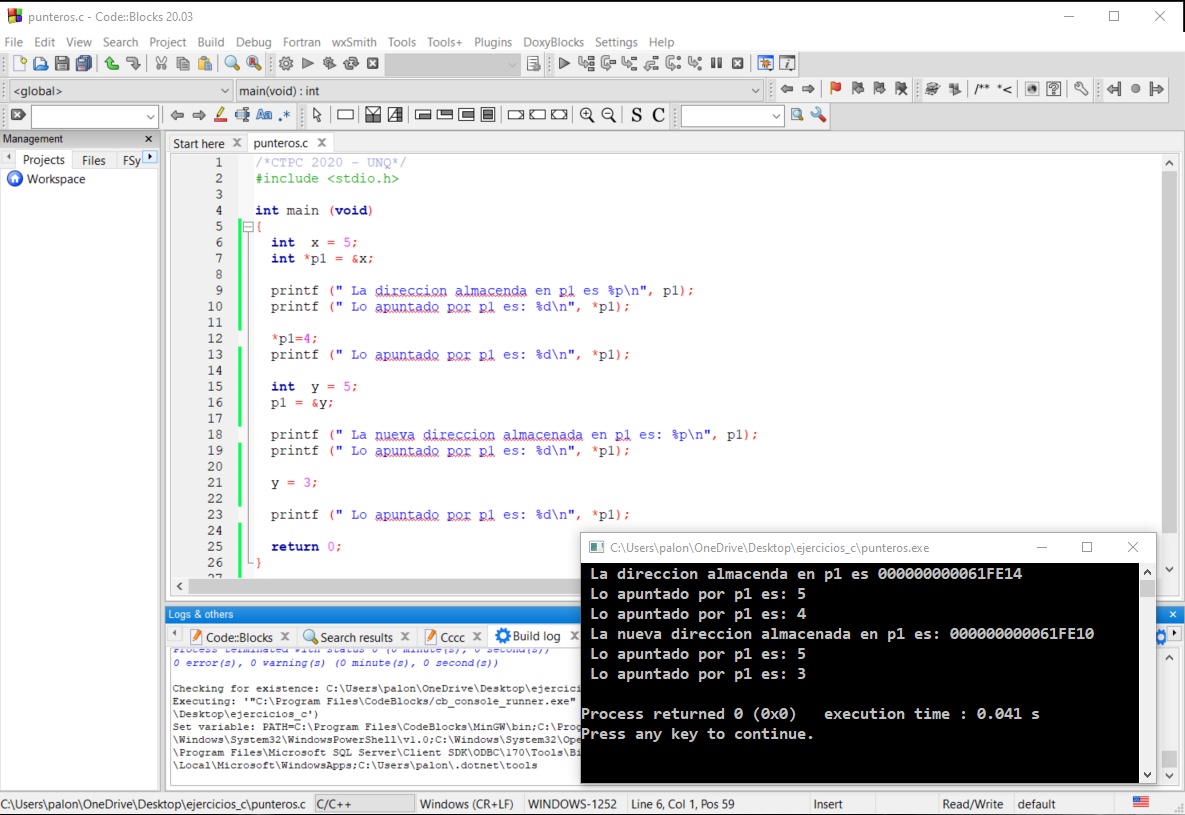 punteros.c - Code::Blocks 20.03
File Edit View Search Project Build Debug Fortran wxSmith Tools Tools+ Plugins DoxyBlocks Settings Help
<global> main(void) : int
/** *<
Aa .* S C
Management
Projects Files FSy
Workspace
Start here punteros.c
1 /*CTPC 2020 - UNQ*/
2 #include <stdio.h>
3
4 int main (void)
5 {
6 int x = 5;
7 int *p1 = &x;
8
9 printf (" La direccion almacenda en p1 es %p\n", p1);
10 printf (" Lo apuntado por p1 es: %d\n", *p1);
11
12 *p1=4;
13 printf (" Lo apuntado por p1 es: %d\n", *p1);
14
15 int y = 5;
16 p1 = &y;
17
18 printf (" La nueva direccion almacenada en p1 es: %p\n", p1);
19 printf (" Lo apuntado por p1 es: %d\n", *p1);
20
21 y = 3;
22
23 printf (" Lo apuntado por p1 es: %d\n", *p1);
24
25 return 0;
26 }
27
Logs & others
Code::Blocks Search results Cccc Build log
Process terminated with status 0 (0 minute(s), 0 second(s))
0 error(s), 0 warning(s) (0 minute(s), 0 second(s))
Checking for existence: C:\Users\palon\OneDrive\Desktop\ejercici
Executing: '"C:\Program Files\CodeBlocks/cb_console_runner.exe"
\Desktop\ejercicios_c')
Set variable: PATH=C:\Program Files\CodeBlocks\MinGW\bin;C:\Prog
\Windows\System32\WindowsPowerShell\v1.0;C:\Windows\System32\Ope
\Program Files\Microsoft SQL Server\Client SDK\ODBC\170\Tools\Bi
\Local\Microsoft\WindowsApps;C:\Users\palon\.dotnet\tools
C:\Users\palon\OneDrive\Desktop\ejercicios_c\punteros.exe
La direccion almacenda en p1 es 000000000061FE14
Lo apuntado por p1 es: 5
Lo apuntado por p1 es: 4
La nueva direccion almacenada en p1 es: 000000000061FE10
Lo apuntado por p1 es: 5
Lo apuntado por p1 es: 3
Process returned 0 (0x0) execution time : 0.041 s
Press any key to continue.
C:\Users\palon\OneDrive\Desktop\ejercicios_c\punteros.c C/C++ Windows (CR+LF) WINDOWS-1252 Line 6, Col 1, Pos 59 Insert Read/Write default